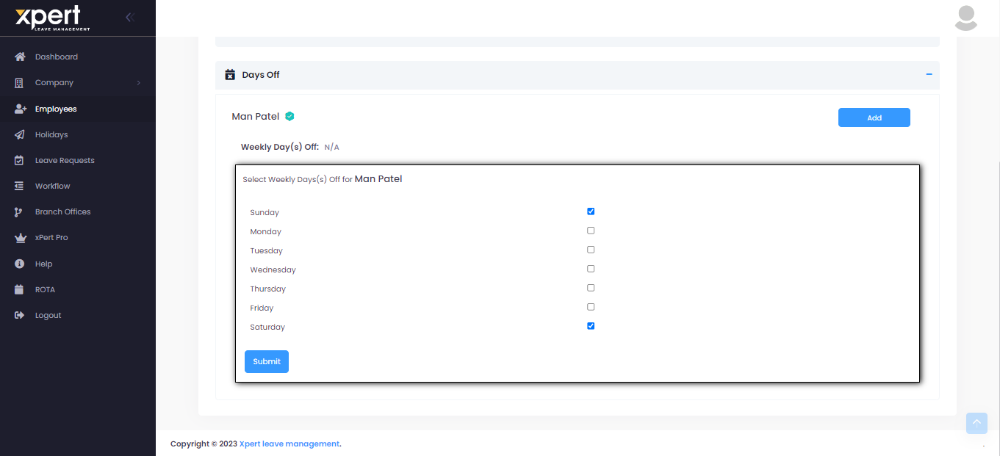 xpert
LEAVE MANAGEMENT
Dashboard
Company
Employees
Holidays
Leave Requests
Workflow
Branch Offices
xPert Pro
Help
ROTA
Logout
Days Off
Man Patel
Add
Weekly Day(s) Off: N/A
Select Weekly Days(s) Off for Man Patel
Sunday
Monday
Tuesday
Wednesday
Thursday
Friday
Saturday
Submit
Copyright © 2023 Xpert leave management.